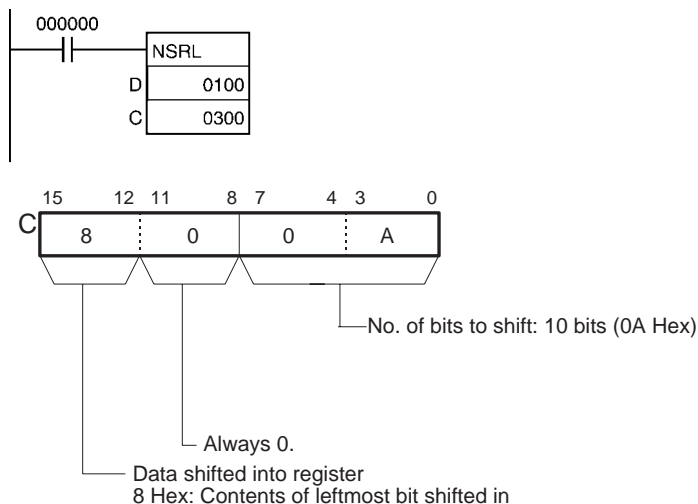 000000
NSRL
D 0100
C 0300
15 12 11 8 7 4 3 0
C 8 0 0 A
No. of bits to shift: 10 bits (0A Hex)
Always 0.
Data shifted into register
8 Hex: Contents of leftmost bit shifted in